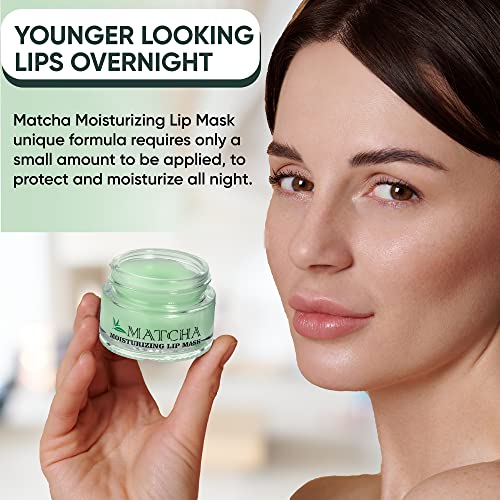 YOUNGER LOOKING
LIPS OVERNIGHT
Matcha Moisturizing Lip Mask
unique formula requires only a
small amount to be applied, to
protect and moisturize all night.
MATCHA
MOISTURIZING LIP MASK